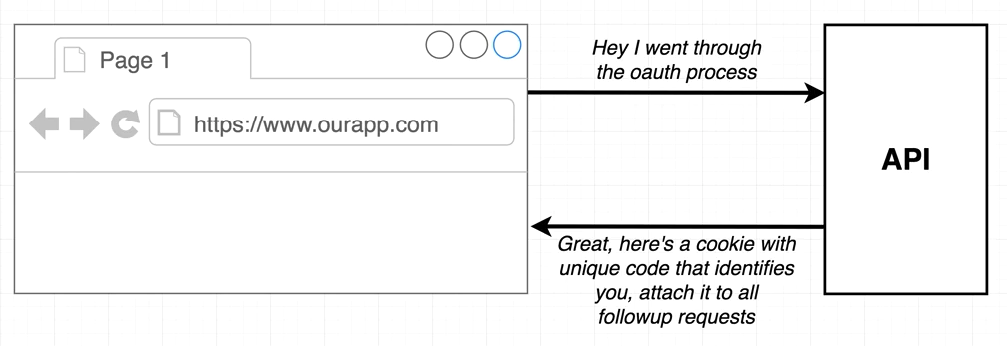 Page 1
https://www.ourapp.com
Hey I went through
the oauth process
API
Great, here's a cookie with
unique code that identifies
you, attach it to all
followup requests